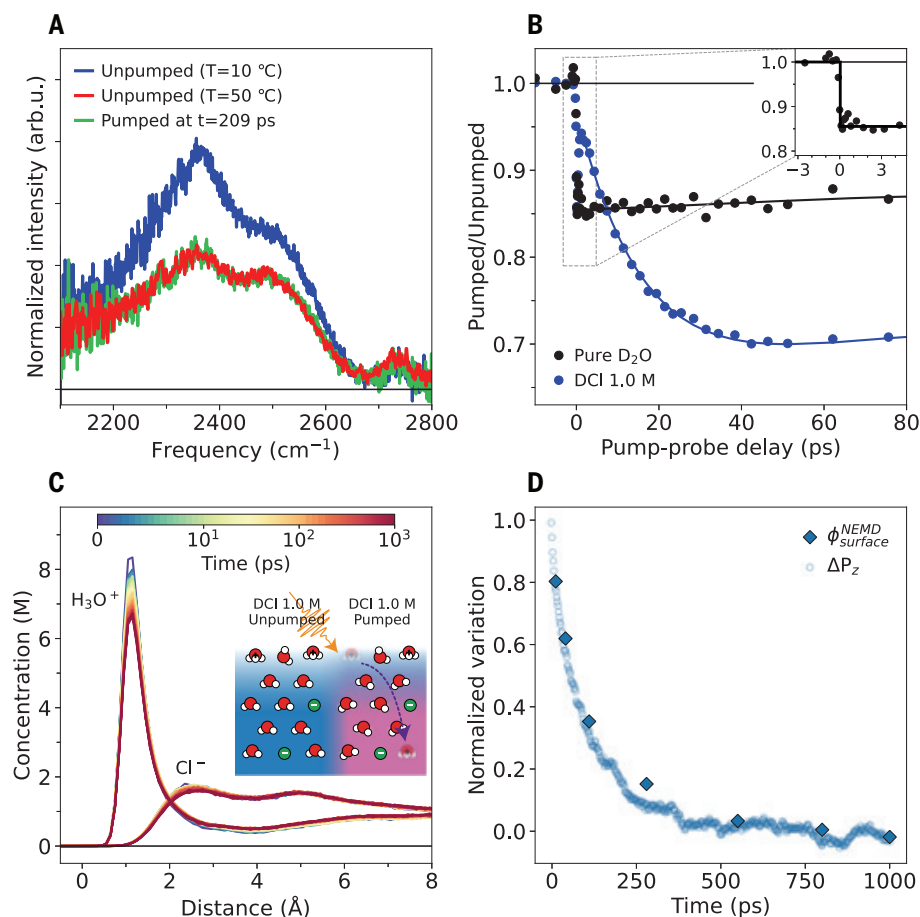 A
Normalized intensity (arb.u.)
Unpumped (T=10 °C)
Unpumped (T=50 °C)
Pumped at t=209 ps
2200 2400 2600 2800
Frequency (cm⁻¹)
B
Pumped/Unpumped
1.0
0.9
0.8
0.7
1.0
0.9
0.8
−3 0 3
Pure D₂O
DCl 1.0 M
0 20 40 60 80
Pump-probe delay (ps)
C
Concentration (M)
8
6
4
2
0
0 10¹ 10² 10³
Time (ps)
H₃O⁺
Cl⁻
DCl 1.0 M DCl 1.0 M
Unpumped Pumped
0 2 4 6 8
Distance (Å)
D
Normalized variation
1.0
0.8
0.6
0.4
0.2
0.0
ϕ^NEMD_surface
ΔP_z
0 250 500 750 1000
Time (ps)